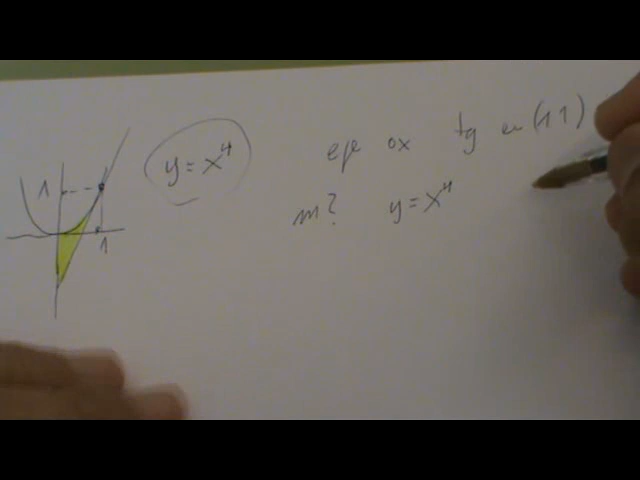 y = x⁴
eje ox tg en (1 1)
m? y = x⁴
1
1